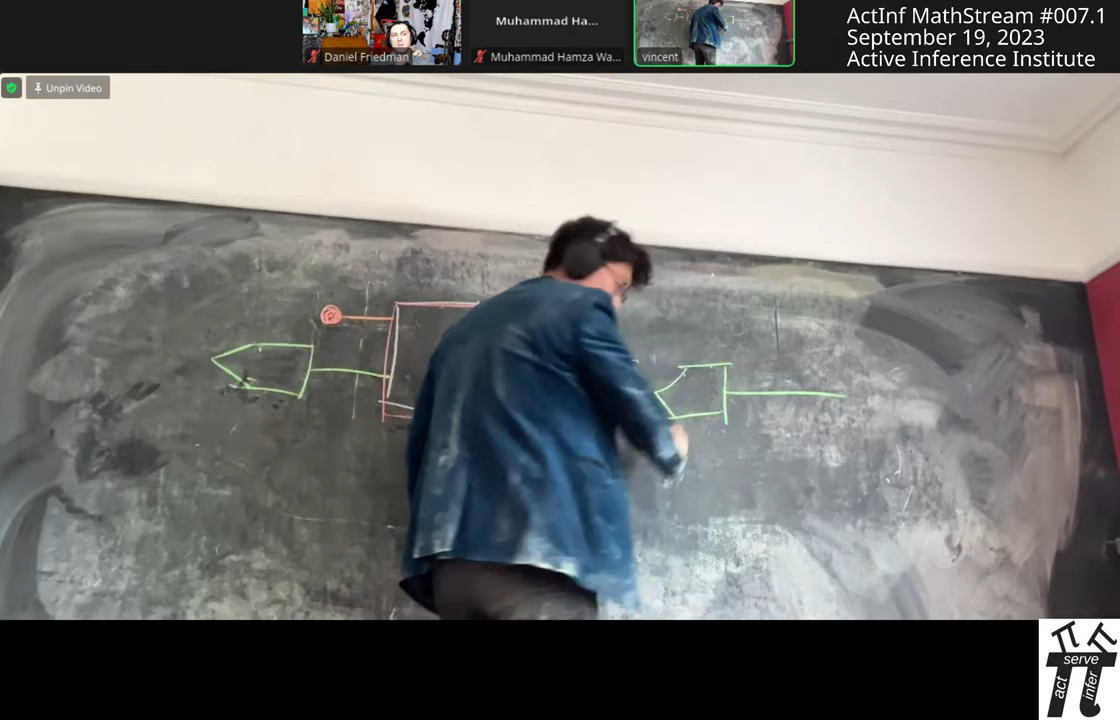 Muhammad Ha...
Daniel Friedman
Muhammad Hamza Wa...
vincent
ActInf MathStream #007.1
September 19, 2023
Active Inference Institute
Unpin Video
π π
serve
act
infer